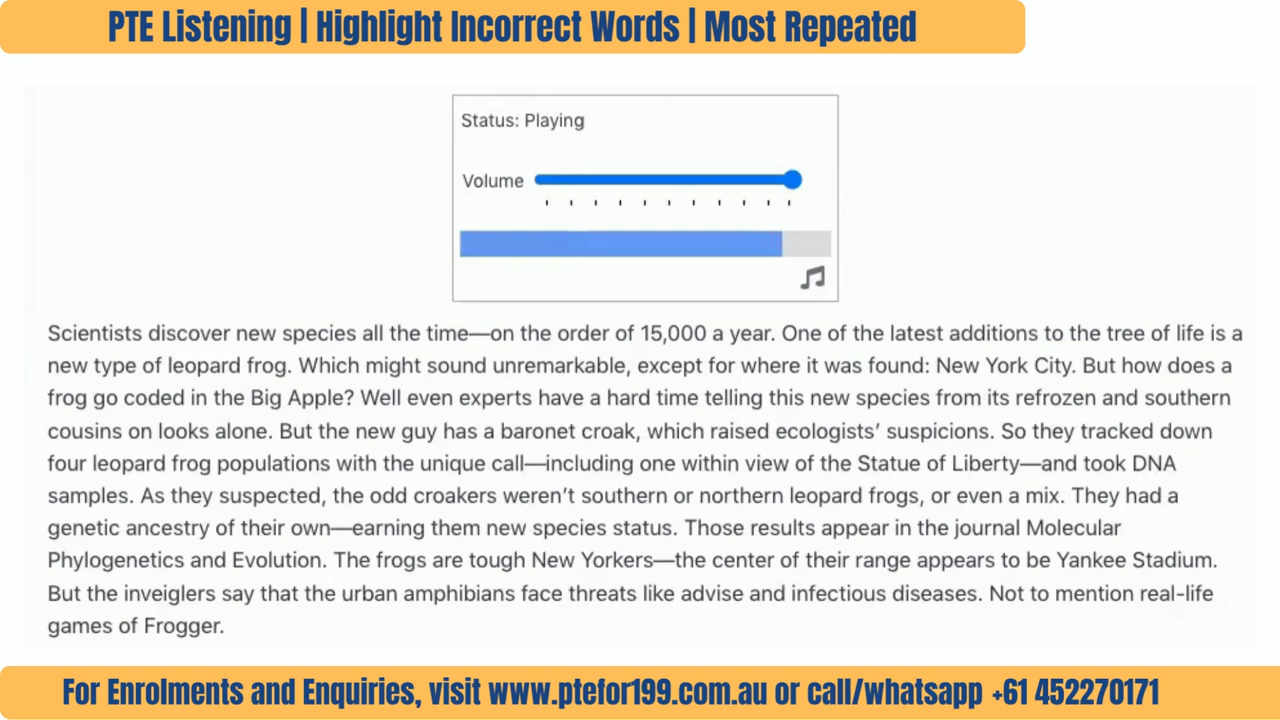 PTE Listening | Highlight Incorrect Words | Most Repeated
Status: Playing
Volume
Scientists discover new species all the time—on the order of 15,000 a year. One of the latest additions to the tree of life is a
new type of leopard frog. Which might sound unremarkable, except for where it was found: New York City. But how does a
frog go coded in the Big Apple? Well even experts have a hard time telling this new species from its refrozen and southern
cousins on looks alone. But the new guy has a baronet croak, which raised ecologists’ suspicions. So they tracked down
four leopard frog populations with the unique call—including one within view of the Statue of Liberty—and took DNA
samples. As they suspected, the odd croakers weren’t southern or northern leopard frogs, or even a mix. They had a
genetic ancestry of their own—earning them new species status. Those results appear in the journal Molecular
Phylogenetics and Evolution. The frogs are tough New Yorkers—the center of their range appears to be Yankee Stadium.
But the inveiglers say that the urban amphibians face threats like advise and infectious diseases. Not to mention real-life
games of Frogger.
For Enrolments and Enquiries, visit www.ptefor199.com.au or call/whatsapp +61 452270171